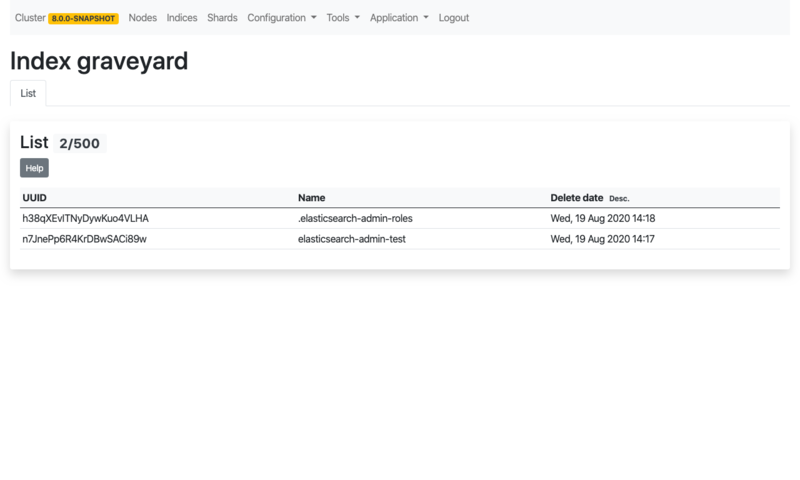 Cluster 8.0.0-SNAPSHOT Nodes Indices Shards Configuration Tools Application Logout
Index graveyard
List
List 2/500
Help
UUID Name Delete date Desc.
h38qXEvITNyDywKuo4VLHA .elasticsearch-admin-roles Wed, 19 Aug 2020 14:18
n7JnePp6R4KrDBwSACi89w elasticsearch-admin-test Wed, 19 Aug 2020 14:17